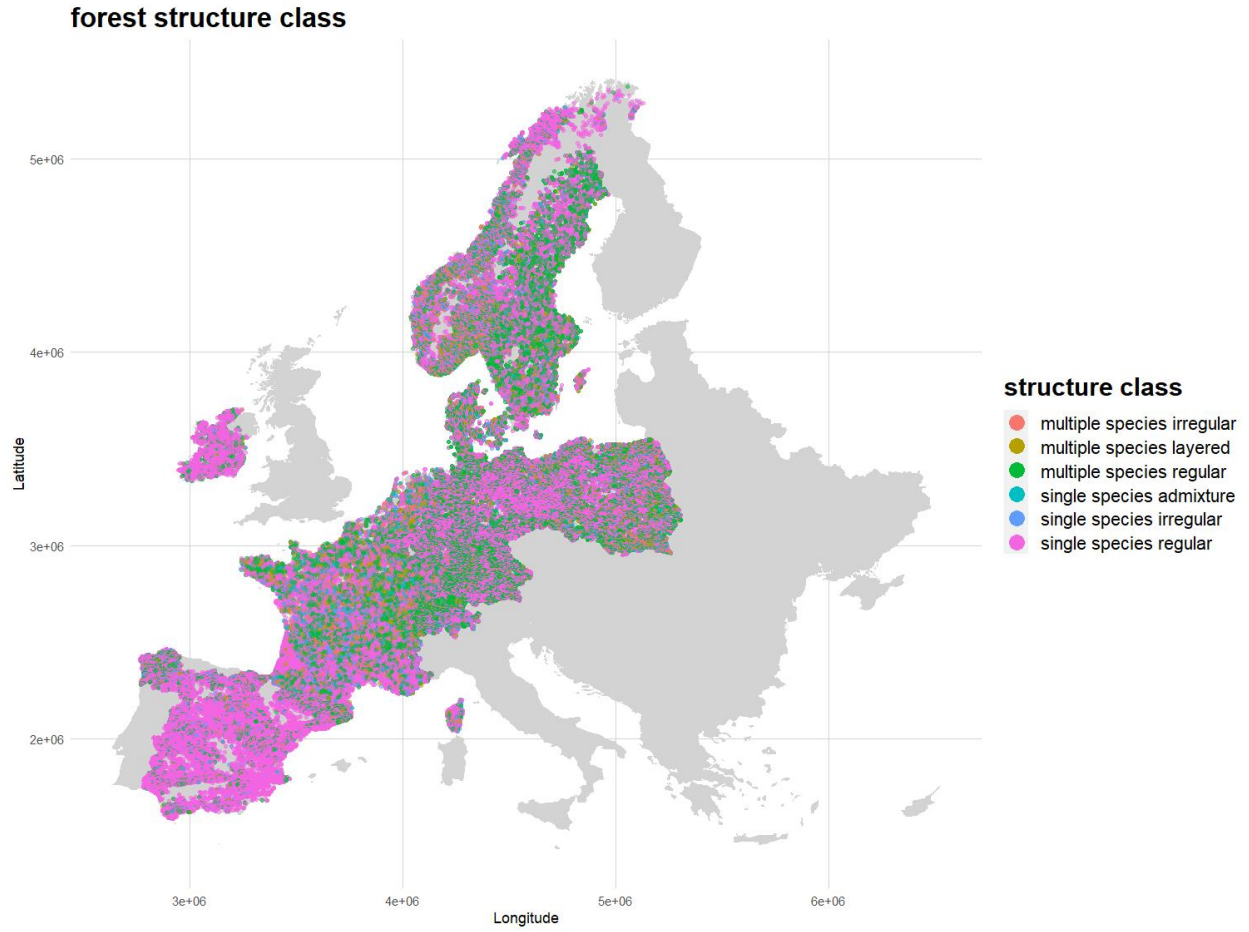 forest structure class
5e+06
4e+06
3e+06
2e+06
Latitude
3e+06
4e+06
5e+06
6e+06
Longitude
structure class
multiple species irregular
multiple species layered
multiple species regular
single species admixture
single species irregular
single species regular